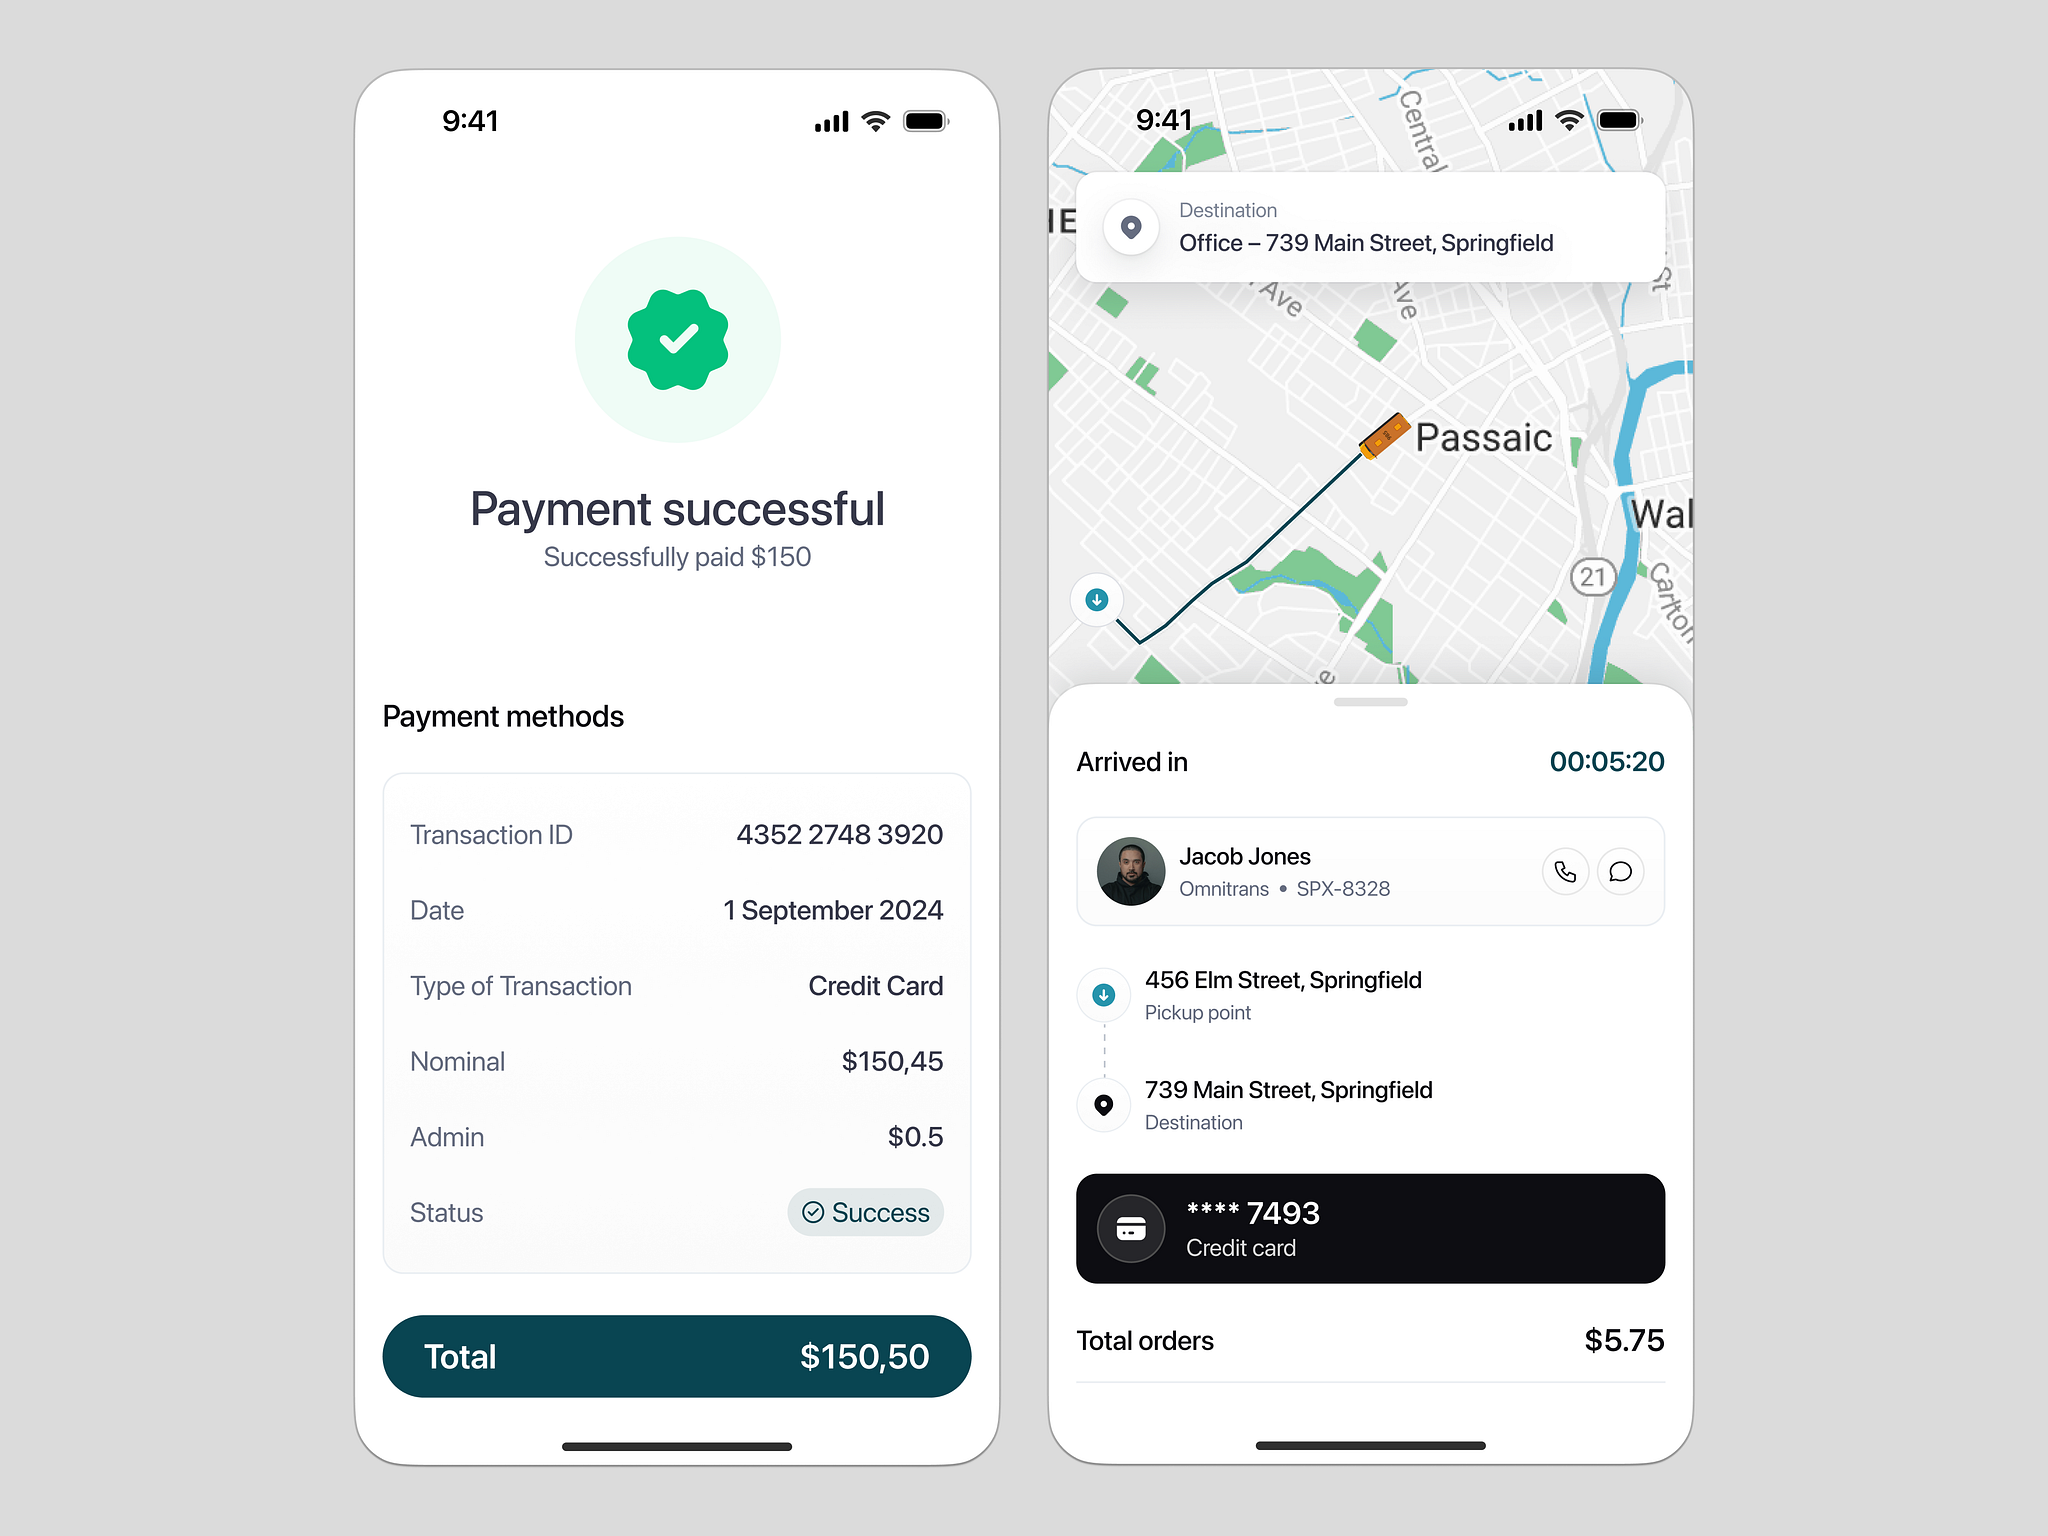 9:41
Payment successful
Successfully paid $150
Payment methods
Transaction ID 4352 2748 3920
Date 1 September 2024
Type of Transaction Credit Card
Nominal $150,45
Admin $0.5
Status Success
Total $150,50
9:41
Central
HE
Destination
Office – 739 Main Street, Springfield
St
Ave
Ave
Passaic
Wal
21
Carlton
e
Arrived in 00:05:20
Jacob Jones
Omnitrans • SPX-8328
456 Elm Street, Springfield
Pickup point
739 Main Street, Springfield
Destination
**** 7493
Credit card
Total orders $5.75